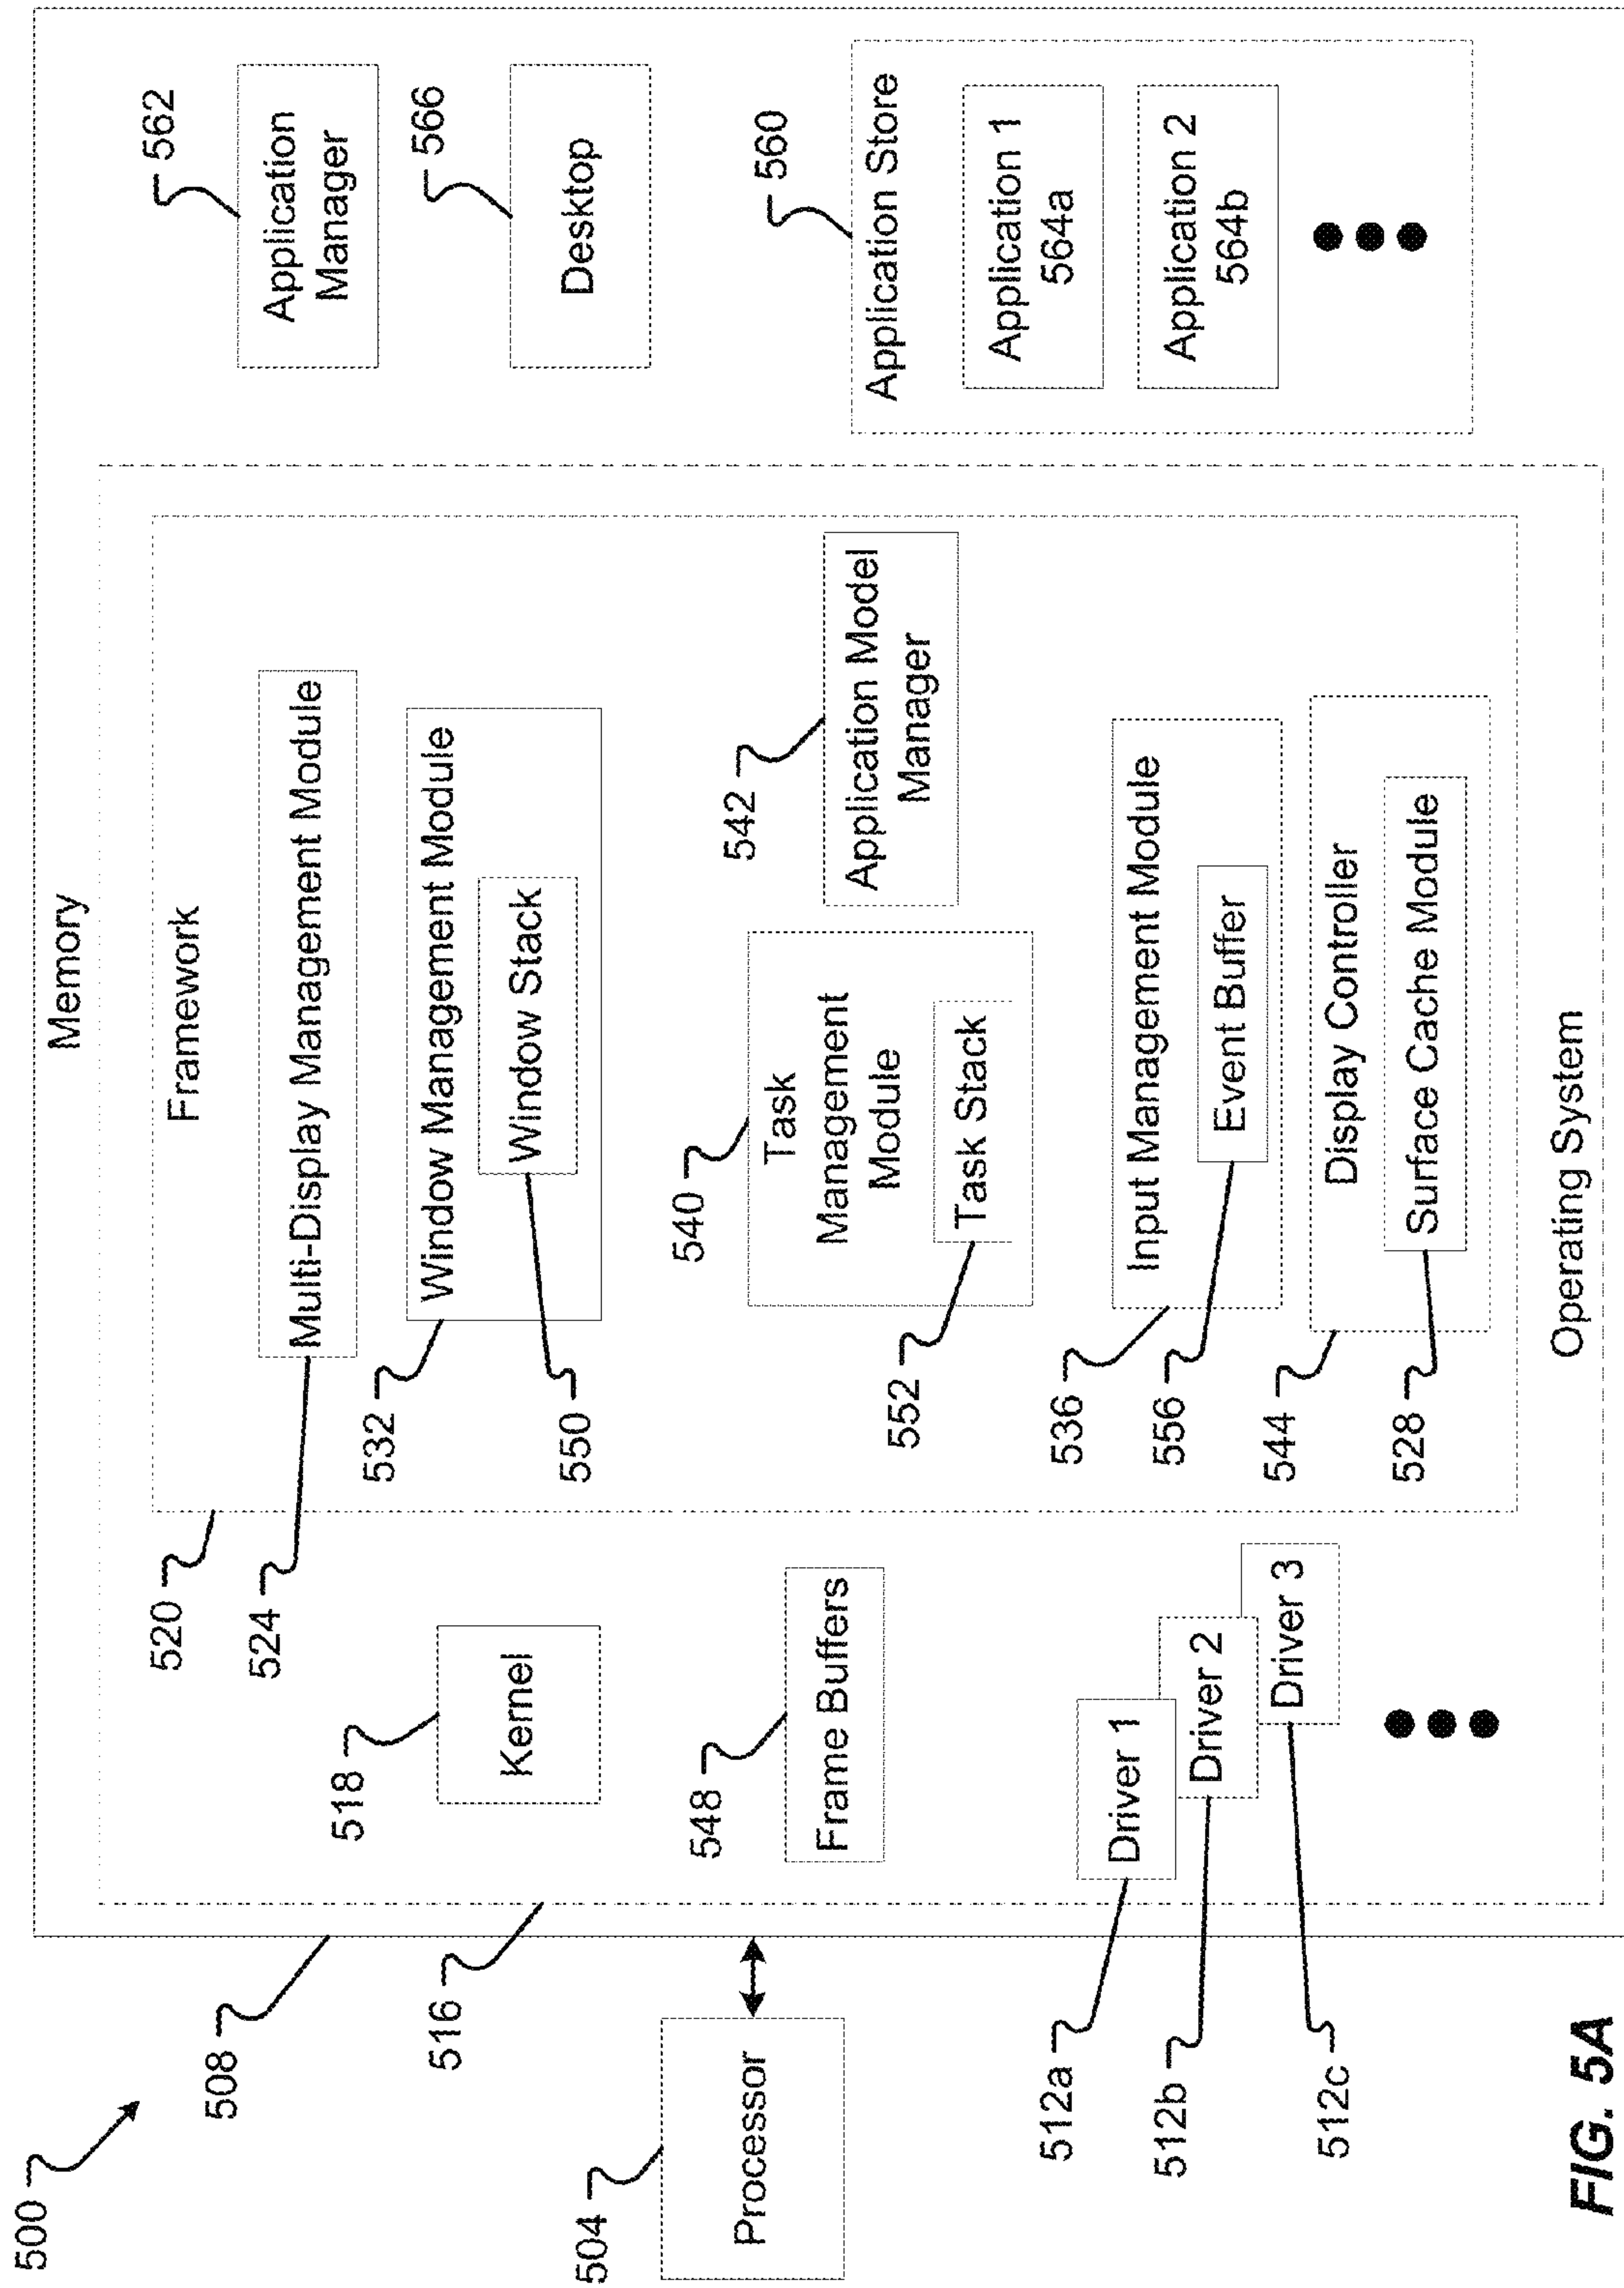 500
508
Memory
562
Application
Manager
520
Framework
516
524
Multi-Display Management Module
566
Desktop
518
Kernel
532
Window Management Module
550
Window Stack
504
Processor
548
Frame Buffers
540
Task
Management
Module
552
Task Stack
542
Application Model
Manager
560
Application Store
Application 1
564a
Application 2
564b
512a
Driver 1
512b
Driver 2
512c
Driver 3
536
Input Management Module
556
Event Buffer
544
Display Controller
528
Surface Cache Module
Operating System
FIG. 5A